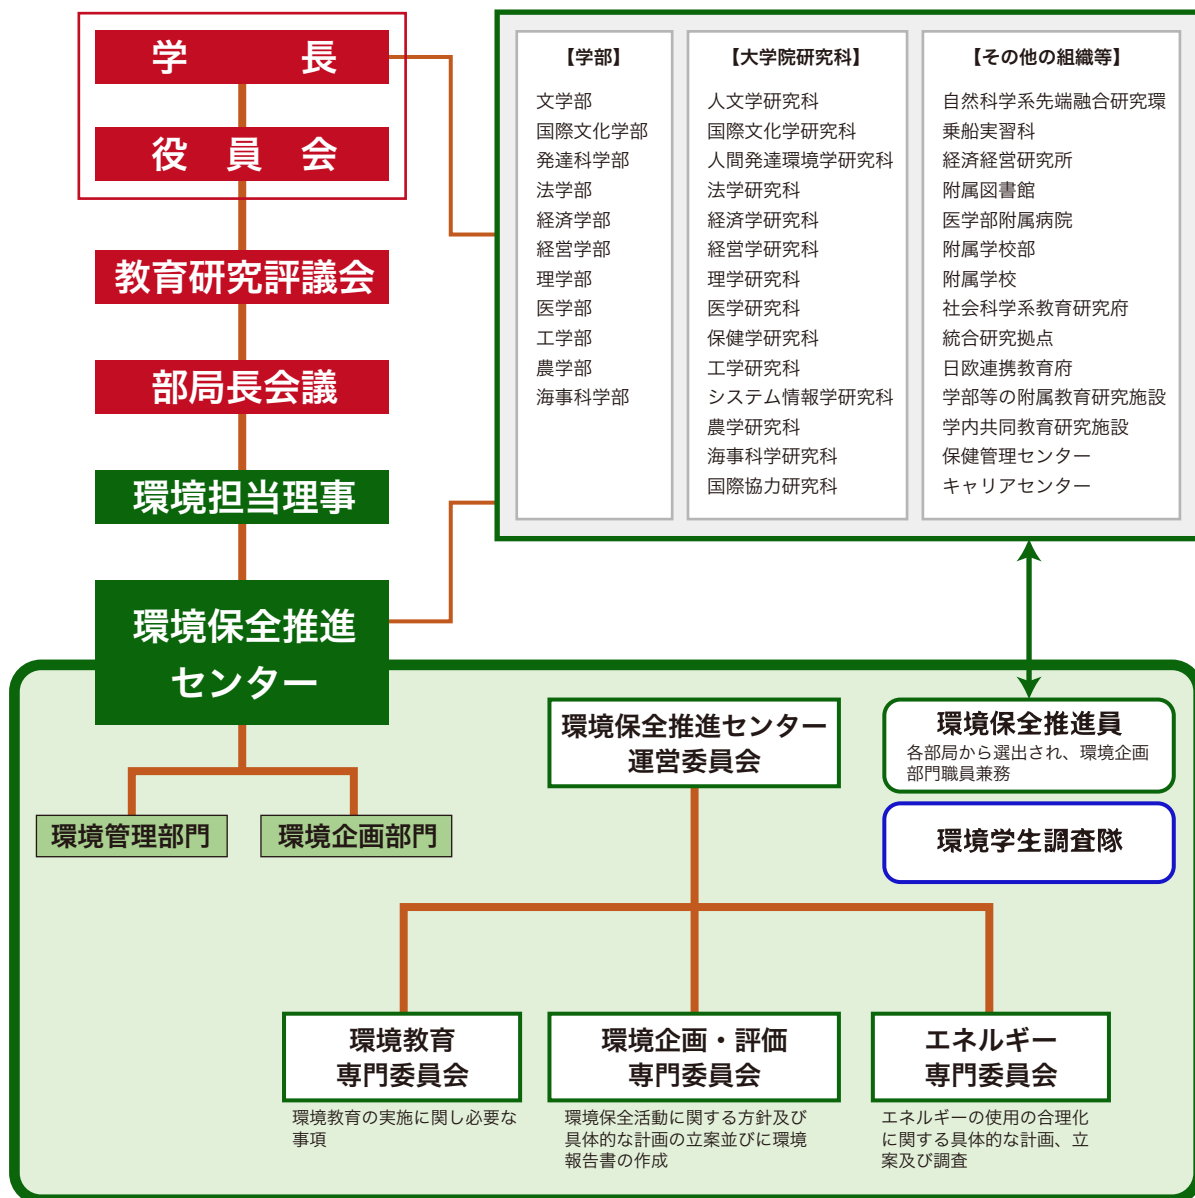 学長
役員会
教育研究評議会
部局長会議
環境担当理事
環境保全推進
センター
環境管理部門
環境企画部門
【学部】
文学部
国際文化学部
発達科学部
法学部
経済学部
経営学部
理学部
医学部
工学部
農学部
海事科学部
【大学院研究科】
人文学研究科
国際文化学研究科
人間発達環境学研究科
法学研究科
経済学研究科
経営学研究科
理学研究科
医学研究科
保健学研究科
工学研究科
システム情報学研究科
農学研究科
海事科学研究科
国際協力研究科
【その他の組織等】
自然科学系先端融合研究環
乗船実習科
経済経営研究所
附属図書館
医学部附属病院
附属学校部
附属学校
社会科学系教育研究府
統合研究拠点
日欧連携教育府
学部等の附属教育研究施設
学内共同教育研究施設
保健管理センター
キャリアセンター
環境保全推進センター
運営委員会
環境保全推進員
各部局から選出され、環境企画
部門職員兼務
環境学生調査隊
環境教育
専門委員会
環境教育の実施に関し必要な
事項
環境企画・評価
専門委員会
環境保全活動に関する方針及び
具体的な計画の立案並びに環境
報告書の作成
エネルギー
専門委員会
エネルギーの使用の合理化
に関する具体的な計画、立
案及び調査